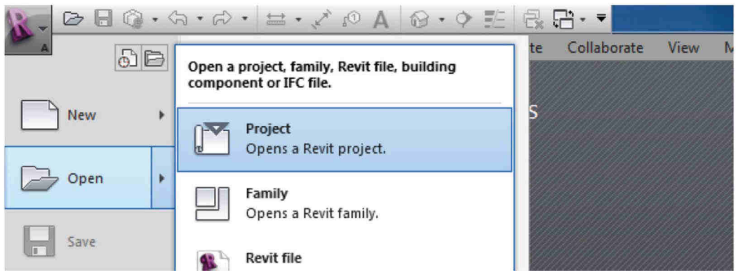 A
A
te Collaborate View M
Open a project, family, Revit file, building
component or IFC file.
S
New
Project
Opens a Revit project.
Open
Family
Opens a Revit family.
Save
Revit file